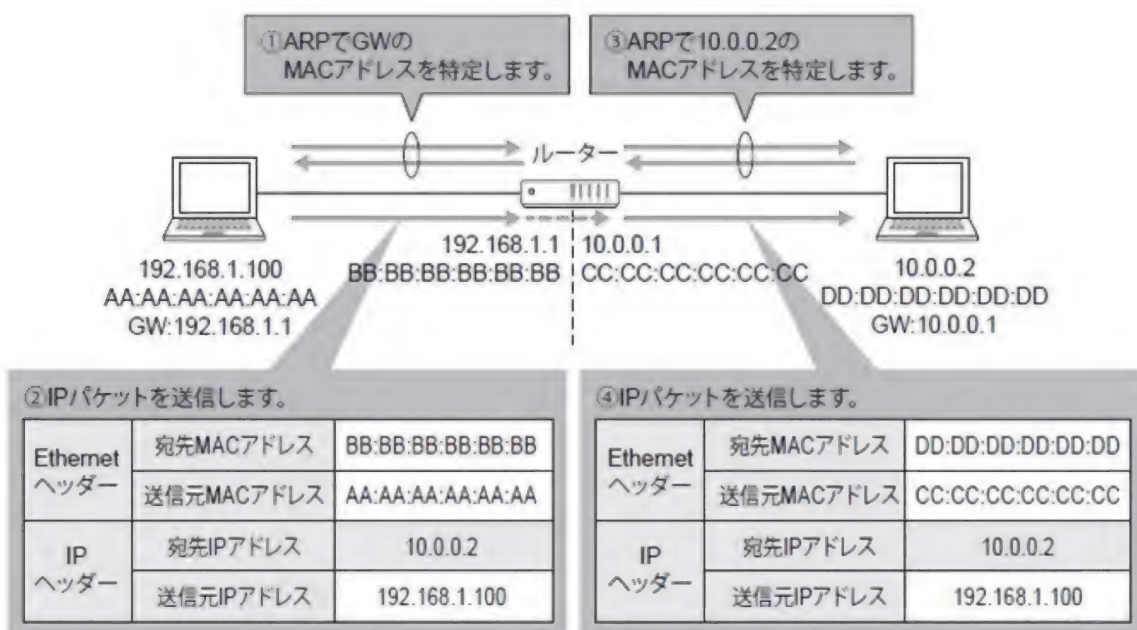 ①ARPでGWの
MACアドレスを特定します。
③ARPで10.0.0.2の
MACアドレスを特定します。
ルーター
192.168.1.100
AA:AA:AA:AA:AA:AA
GW:192.168.1.1
192.168.1.1
BB:BB:BB:BB:BB:BB
10.0.0.1
CC:CC:CC:CC:CC:CC
10.0.0.2
DD:DD:DD:DD:DD:DD
GW:10.0.0.1
②IPパケットを送信します。
Ethernet
ヘッダー
宛先MACアドレス
BB:BB:BB:BB:BB:BB
送信元MACアドレス
AA:AA:AA:AA:AA:AA
IP
ヘッダー
宛先IPアドレス
10.0.0.2
送信元IPアドレス
192.168.1.100
④IPパケットを送信します。
Ethernet
ヘッダー
宛先MACアドレス
DD:DD:DD:DD:DD:DD
送信元MACアドレス
CC:CC:CC:CC:CC:CC
IP
ヘッダー
宛先IPアドレス
10.0.0.2
送信元IPアドレス
192.168.1.100